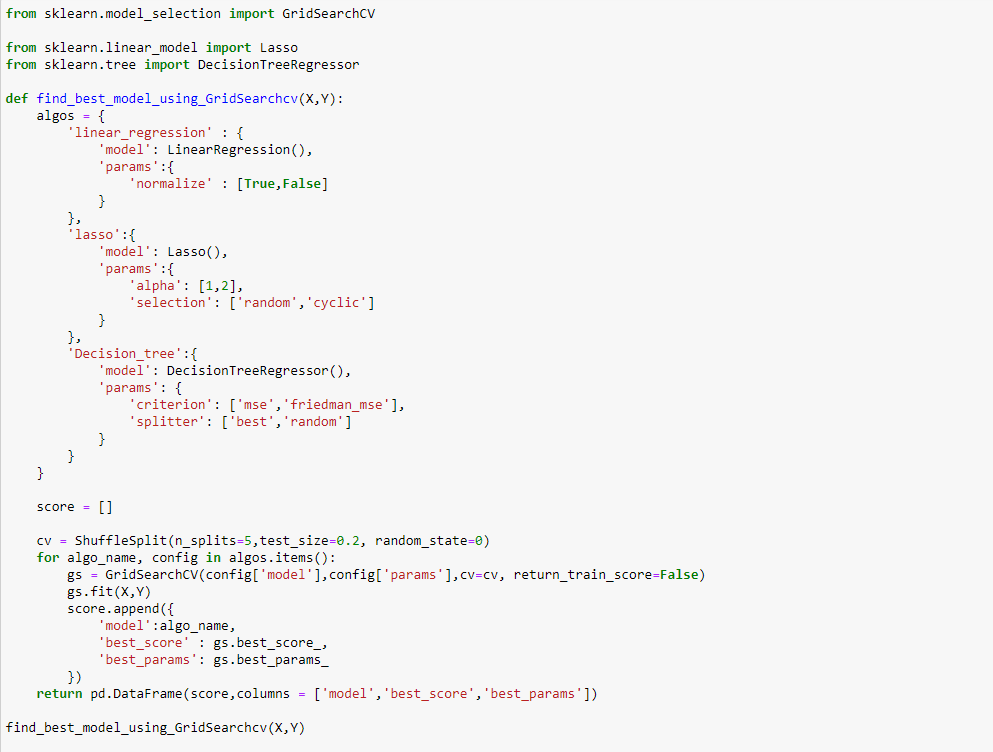 from sklearn.model_selection import GridSearchCV

from sklearn.linear_model import Lasso
from sklearn.tree import DecisionTreeRegressor

def find_best_model_using_GridSearchcv(X,Y):
    algos = {
        'linear_regression' : {
            'model': LinearRegression(),
            'params':{
                'normalize' : [True,False]
            }
        },
        'lasso':{
            'model': Lasso(),
            'params':{
                'alpha': [1,2],
                'selection': ['random','cyclic']
            }
        },
        'Decision_tree':{
            'model': DecisionTreeRegressor(),
            'params': {
                'criterion': ['mse','friedman_mse'],
                'splitter': ['best','random']
            }
        }
    }

    score = []

    cv = ShuffleSplit(n_splits=5,test_size=0.2, random_state=0)
    for algo_name, config in algos.items():
        gs = GridSearchCV(config['model'],config['params'],cv=cv, return_train_score=False)
        gs.fit(X,Y)
        score.append({
            'model':algo_name,
            'best_score' : gs.best_score_,
            'best_params': gs.best_params_
        })
    return pd.DataFrame(score,columns = ['model','best_score','best_params'])

find_best_model_using_GridSearchcv(X,Y)